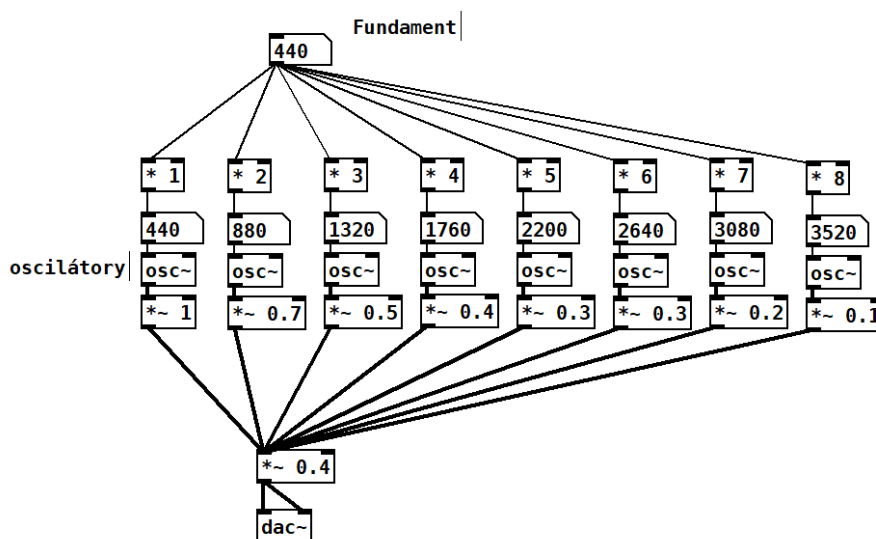 Fundament
440
* 1 * 2 * 3 * 4 * 5 * 6 * 7 * 8
440 880 1320 1760 2200 2640 3080 3520
oscilátory osc~ osc~ osc~ osc~ osc~ osc~ osc~ osc~
*~ 1 *~ 0.7 *~ 0.5 *~ 0.4 *~ 0.3 *~ 0.3 *~ 0.2 *~ 0.1
*~ 0.4
dac~